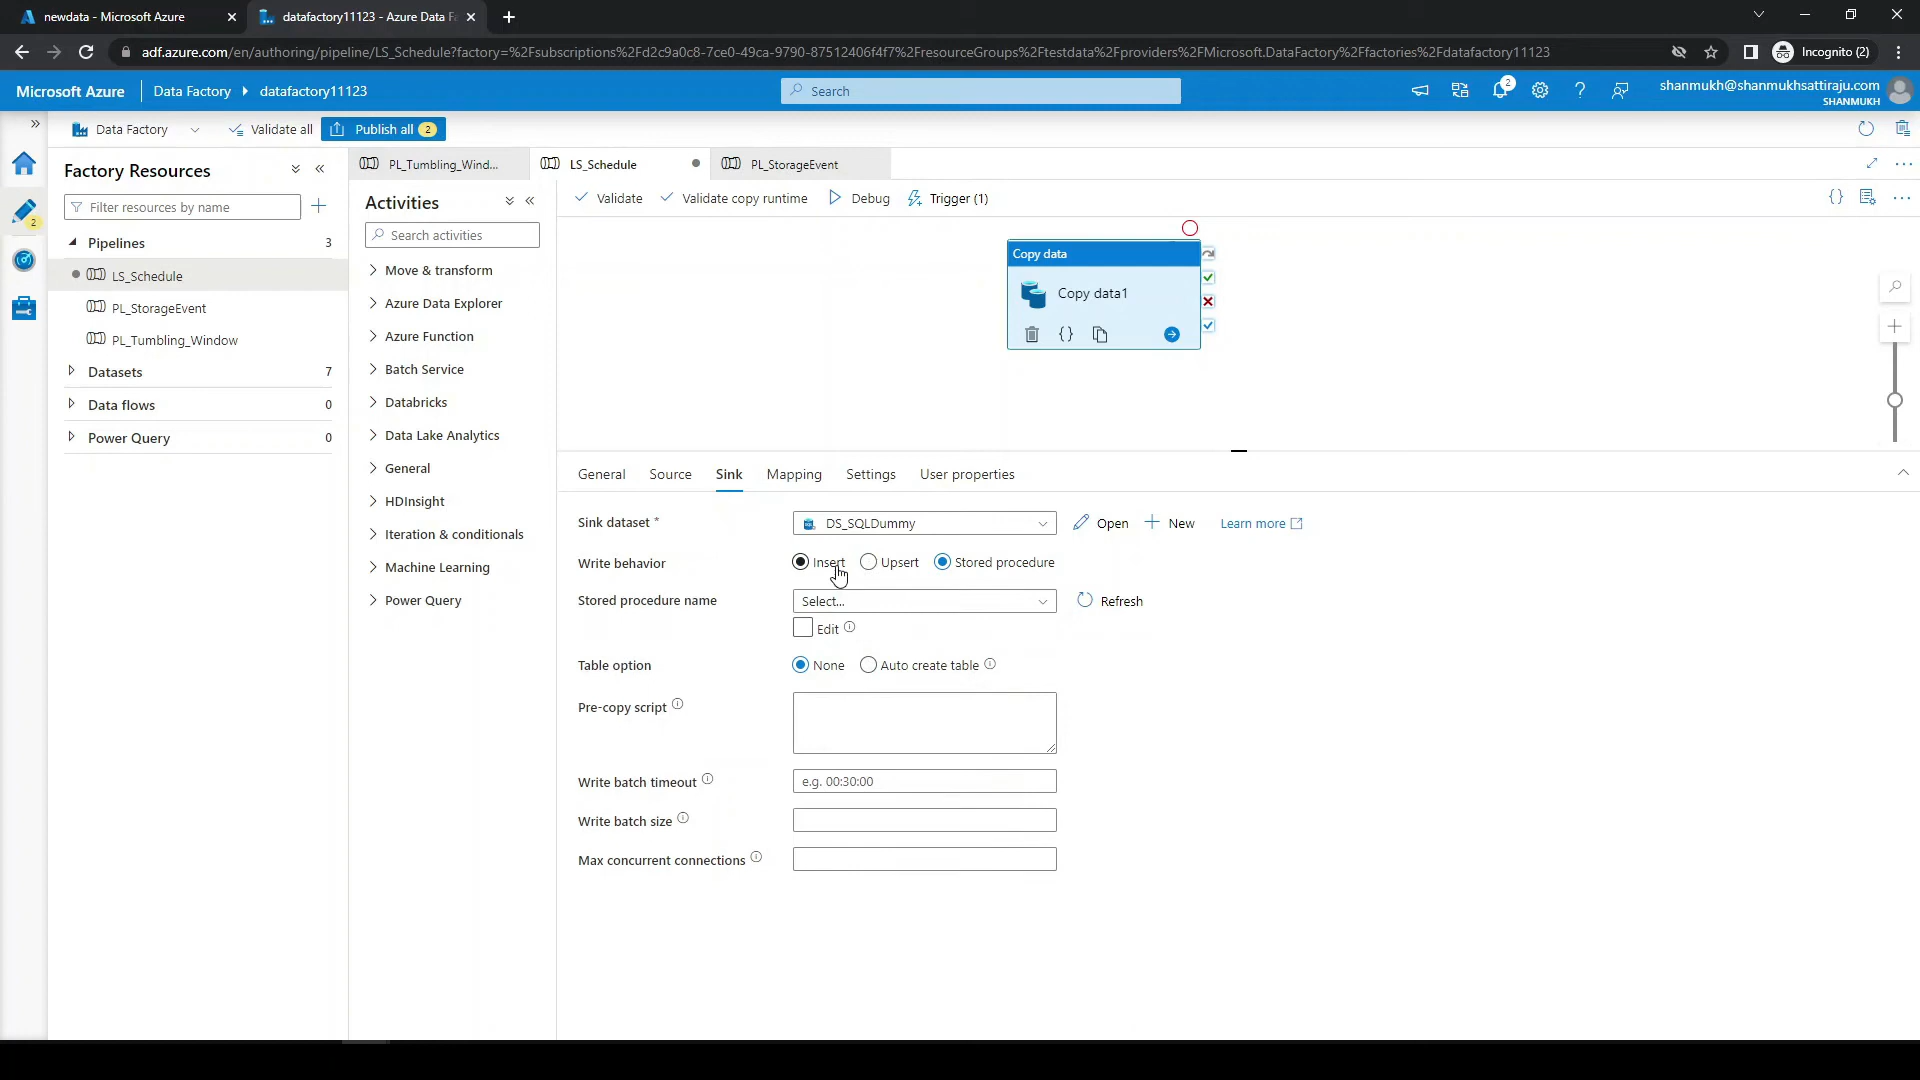 newdata - Microsoft Azure
datafactory11123 - Azure Data Fa
adf.azure.com/en/authoring/pipeline/LS_Schedule?factory=%2Fsubscriptions%2Fd2c9a0c8-7ce0-49ca-9790-87512406f4f7%2FresourceGroups%2Ftestdata%2Fproviders%2FMicrosoft.DataFactory%2Ffactories%2Fdatafactory11123
Incognito (2)
Microsoft Azure
Data Factory
datafactory11123
Search
2
shanmukh@shanmukhsattiraju.com
SHANMUKH
Data Factory
Validate all
Publish all 2
Factory Resources
Filter resources by name
2
Pipelines 3
LS_Schedule
PL_StorageEvent
PL_Tumbling_Window
Datasets 7
Data flows 0
Power Query 0
PL_Tumbling_Wind...
LS_Schedule
PL_StorageEvent
Activities
Search activities
Move & transform
Azure Data Explorer
Azure Function
Batch Service
Databricks
Data Lake Analytics
General
HDInsight
Iteration & conditionals
Machine Learning
Power Query
Validate
Validate copy runtime
Debug
Trigger (1)
Copy data
Copy data1
General
Source
Sink
Mapping
Settings
User properties
Sink dataset * DS_SQLDummy Open New Learn more
Write behavior Insert Upsert Stored procedure
Stored procedure name Select... Refresh
Edit
Table option None Auto create table
Pre-copy script
Write batch timeout e.g. 00:30:00
Write batch size
Max concurrent connections